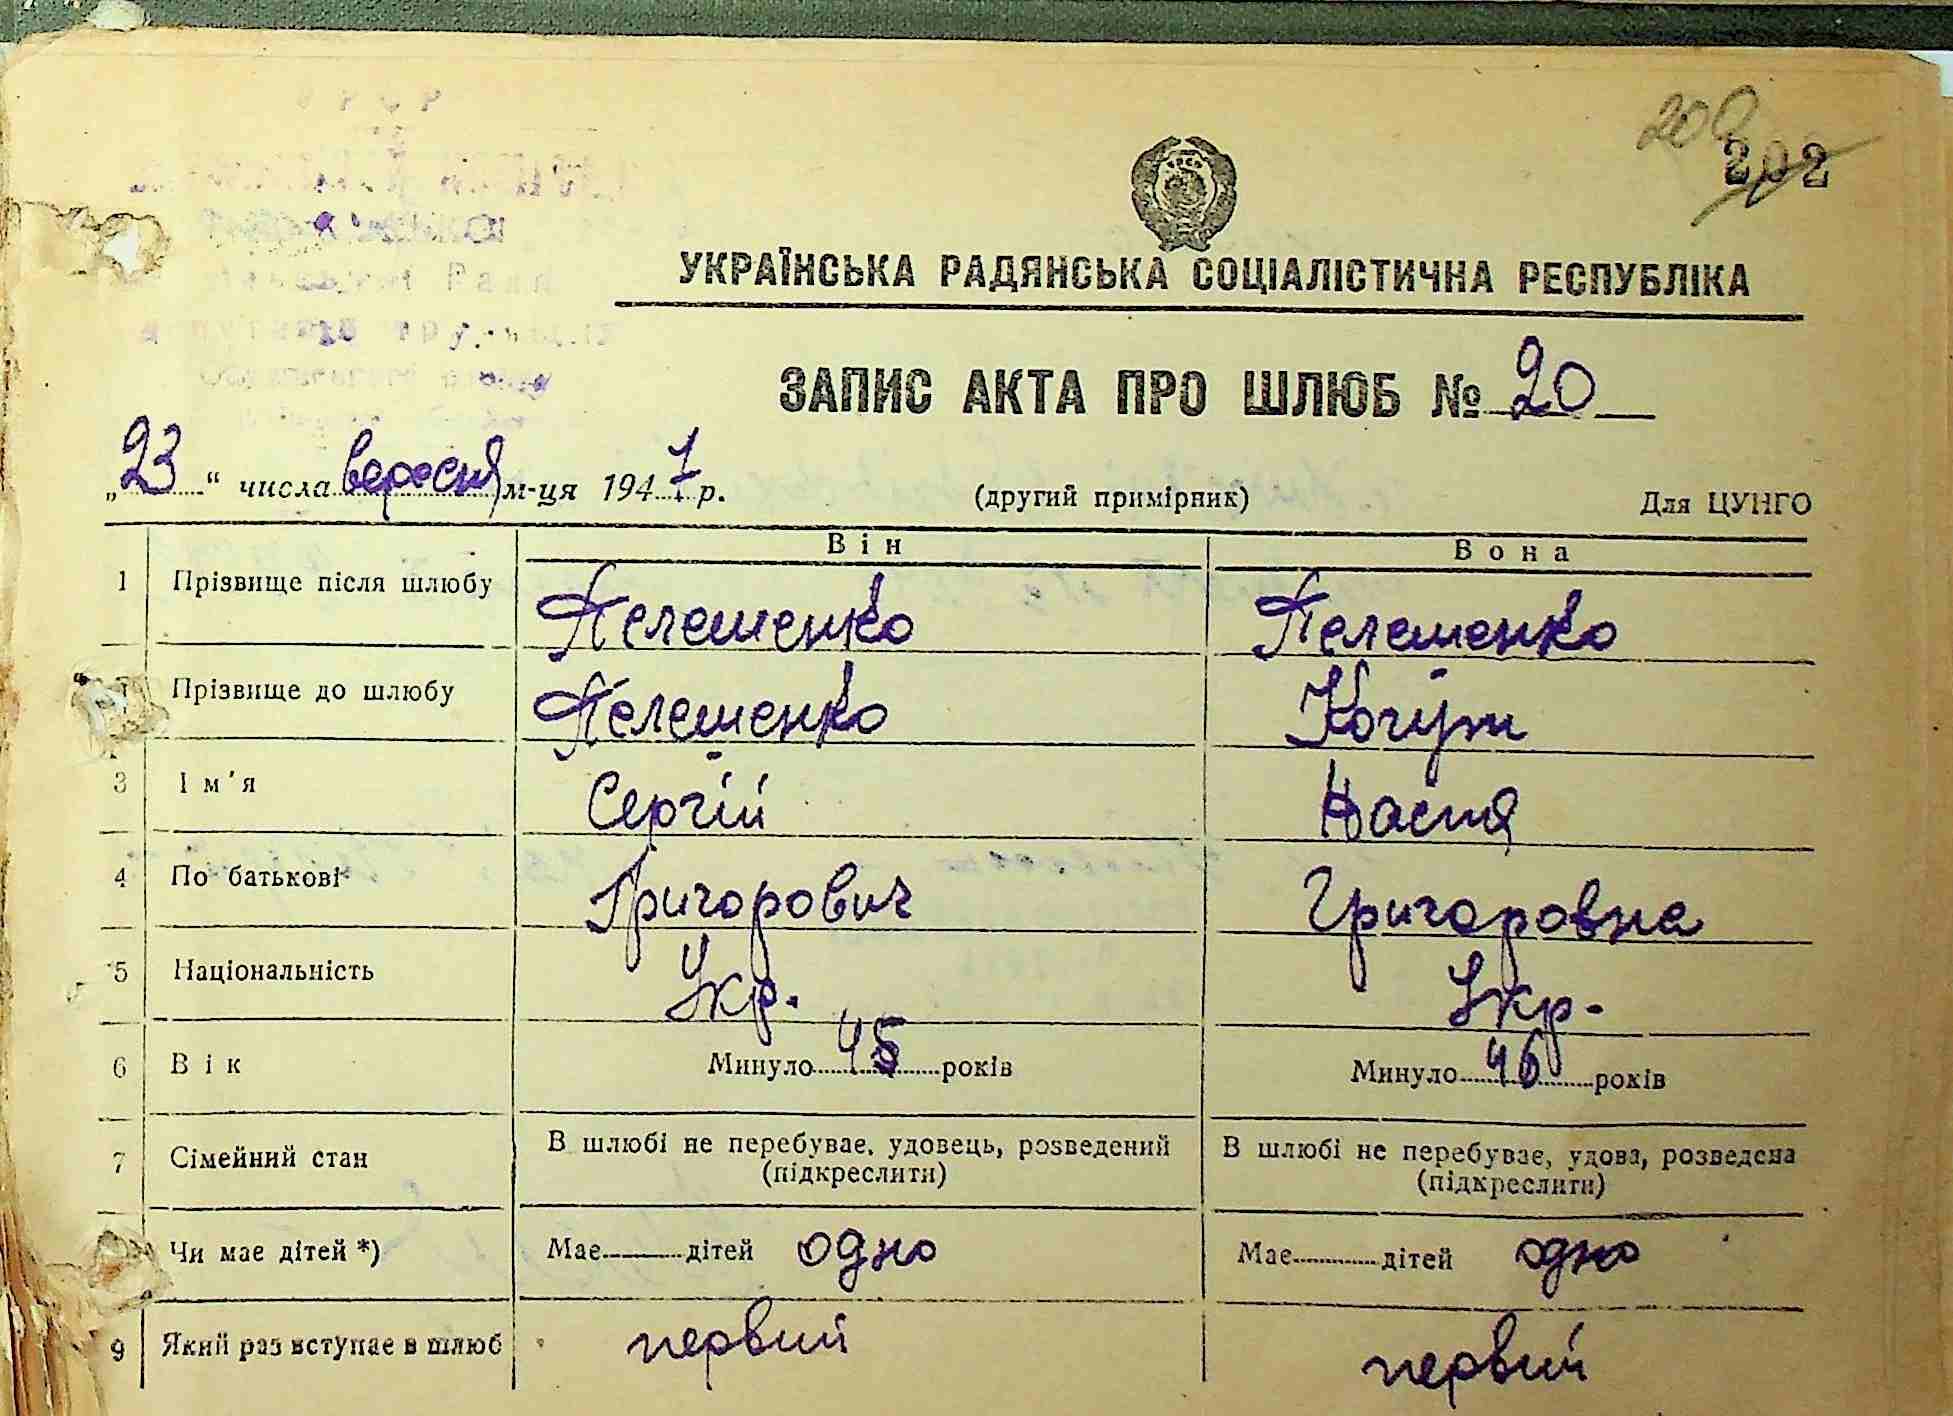 200
202
УКРАЇНСЬКА РАДЯНСЬКА СОЦІАЛІСТИЧНА РЕСПУБЛІКА
ЗАПИС АКТА ПРО ШЛЮБ № 20
„23“ числа вересня м-ця 1947 р. (другий примірник) Для ЦУНГО
Він Вона
1 Прізвище після шлюбу Пелешенко Пелешенко
Прізвище до шлюбу Пелешенко
3 Ім'я Сергій Настя
4 По батькові Григорович Григоровна
5 Національність Укр. Укр.
6 Вік Минуло 45 років Минуло 46 років
7 Сімейний стан В шлюбі не перебуває, удовець, розведений В шлюбі не перебуває, удова, розведена
(підкреслити) (підкреслити)
Чи має дітей *) Має дітей одно Має дітей одно
9 Який раз вступає в шлюб первий первий